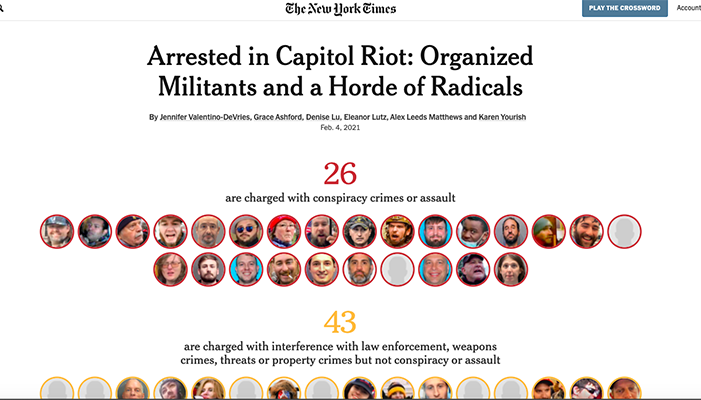 The New York Times
PLAY THE CROSSWORD
Account
Arrested in Capitol Riot: Organized
Militants and a Horde of Radicals
By Jennifer Valentino-DeVries, Grace Ashford, Denise Lu, Eleanor Lutz, Alex Leeds Matthews and Karen Yourish
Feb. 4, 2021
26
are charged with conspiracy crimes or assault
43
are charged with interference with law enforcement, weapons
crimes, threats or property crimes but not conspiracy or assault